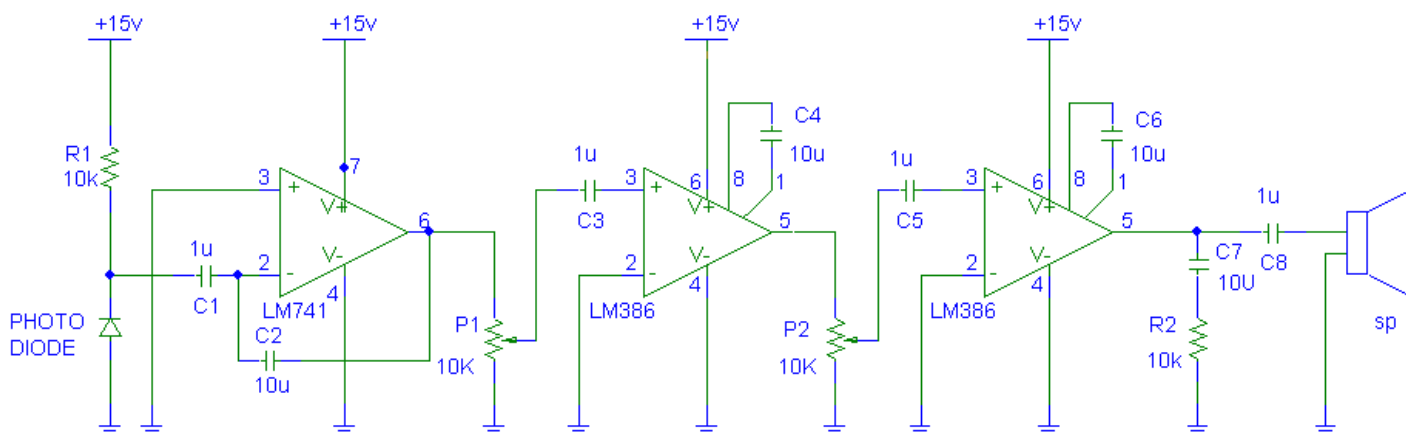 +15v
+15v
+15v
+15v
R1
10k
PHOTO
DIODE
1u
C1
3
+
2
-
7
V+
V-
4
6
LM741
C2
10u
P1
10K
1u
C3
3
+
2
-
6
V+
V-
4
8
1
5
LM386
C4
10u
P2
10K
1u
C5
3
+
2
-
6
V+
V-
4
8
1
5
LM386
C6
10u
C7
10U
R2
10k
1u
C8
sp